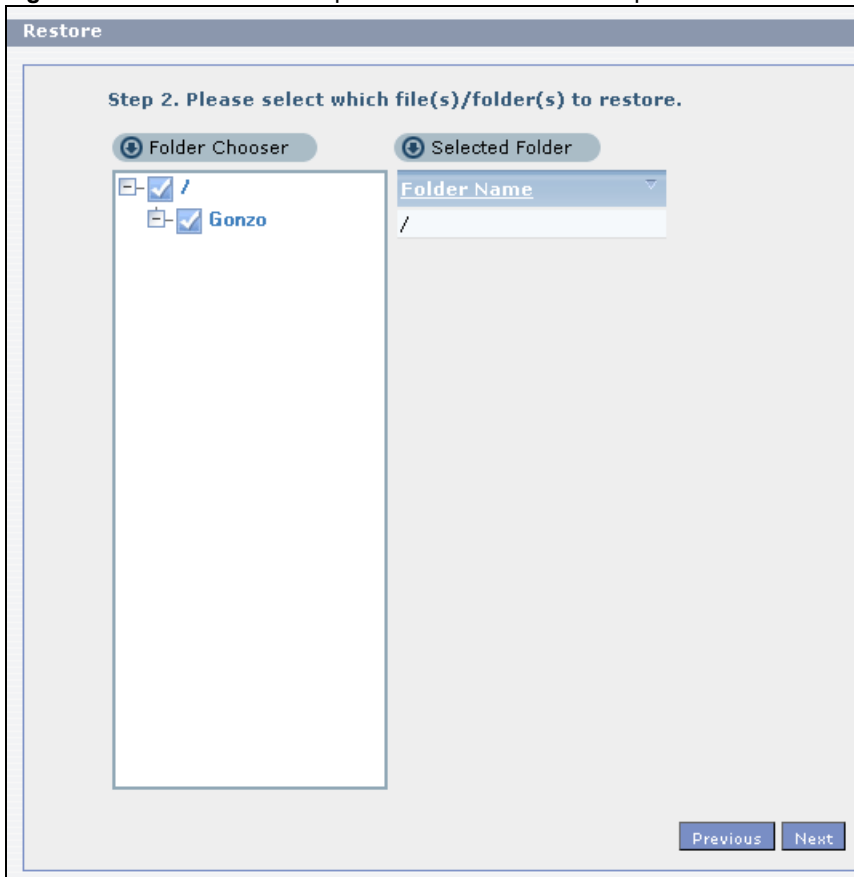 Restore
Step 2. Please select which file(s)/folder(s) to restore.
Folder Chooser
Selected Folder
/
Gonzo
Folder Name
/
Previous
Next